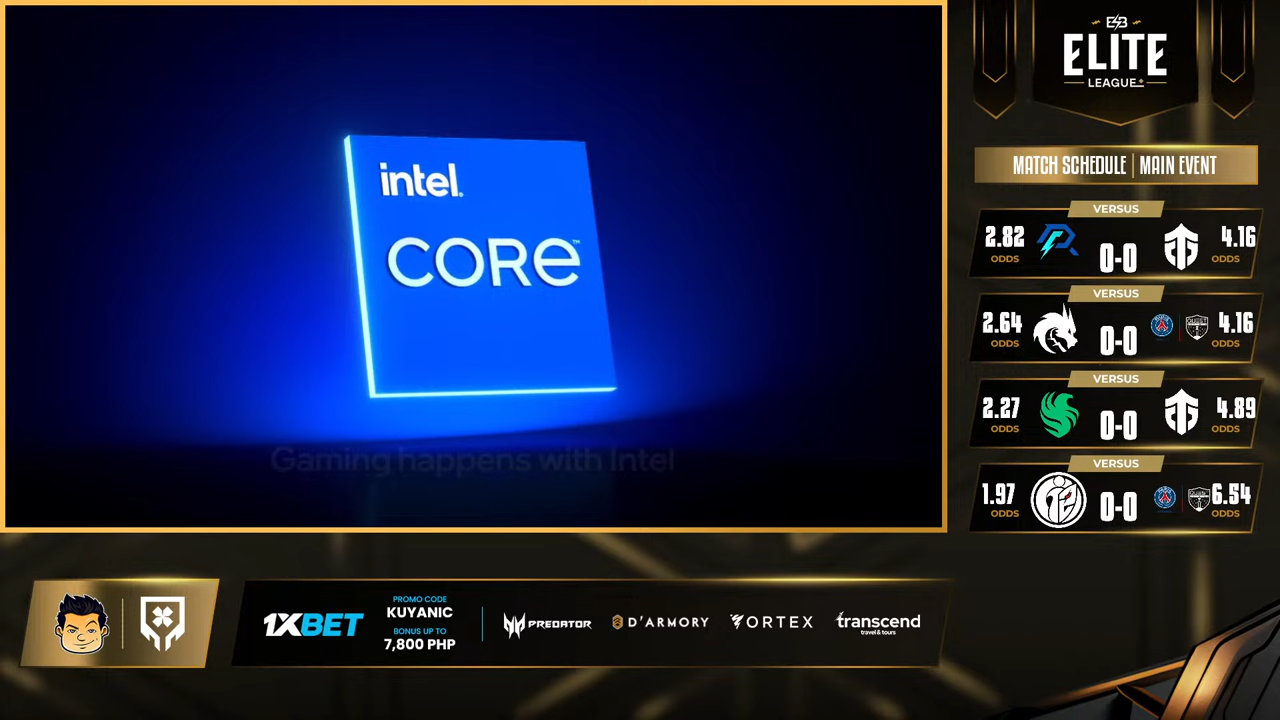 intel.
CORe™
Gaming happens with Intel
ESB
ELITE
LEAGUE
MATCH SCHEDULE | MAIN EVENT
VERSUS
2.82 0-0 4.16
ODDS ODDS
VERSUS
2.64 0-0 4.16
ODDS ODDS
VERSUS
2.27 0-0 4.89
ODDS ODDS
VERSUS
1.97 0-0 6.54
ODDS ODDS
1XBET
PROMO CODE
KUYANIC
BONUS UP TO
7,800 PHP
PREDATOR
D'ARMORY
VORTEX
transcend
travel & tours